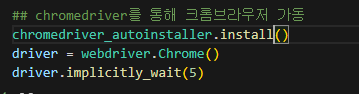 ## chromedriver를 통해 크롬브라우저 가동
chromedriver_autoinstaller.install()
driver = webdriver.Chrome()
driver.implicitly_wait(5)